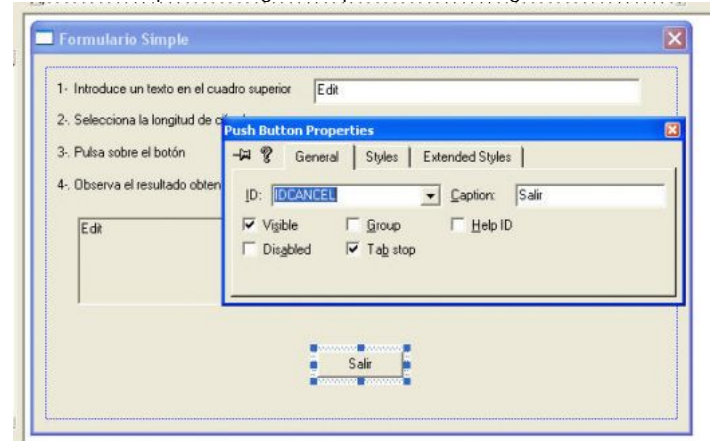 Formulario Simple
1-. Introduce un texto en el cuadro superior
Edit
2-. Selecciona la longitud de
Push Button Properties
3-. Pulsa sobre el botón
General Styles Extended Styles
4-. Observa el resultado obten
ID: IDCANCEL Caption: Salir
Edit
Visible Group Help ID
Disabled Tab stop
Salir